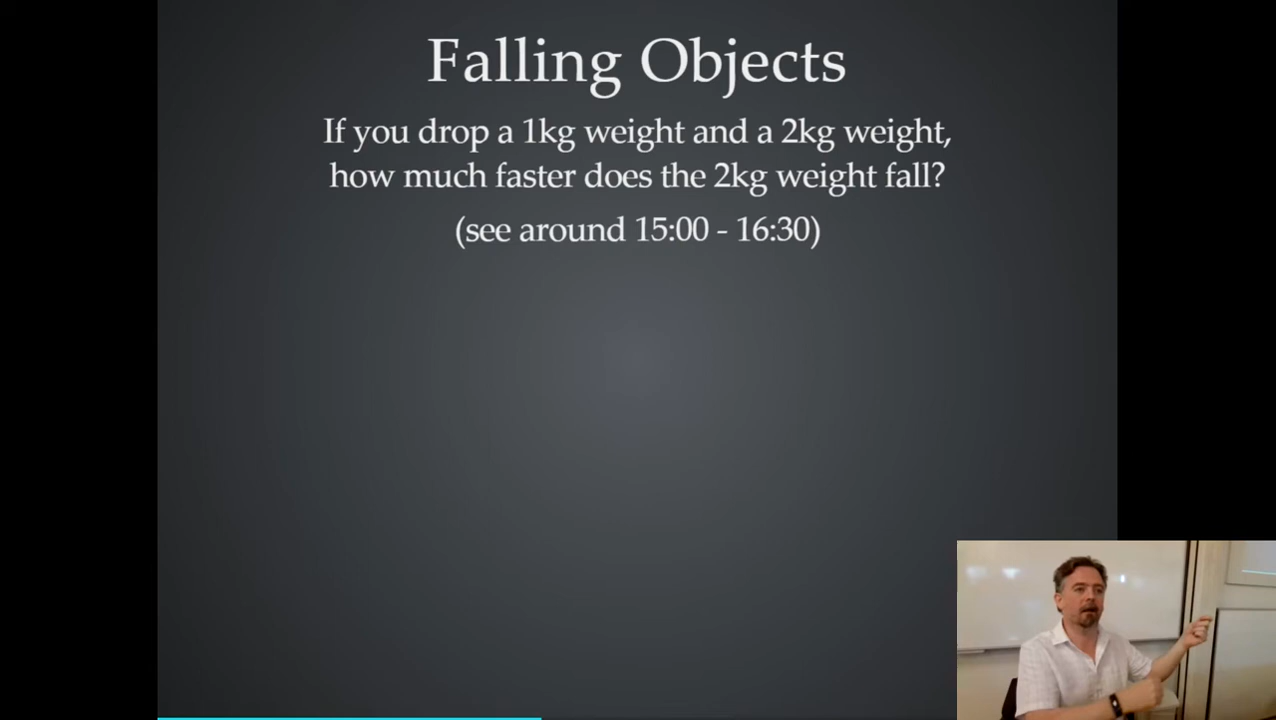 Falling Objects
If you drop a 1kg weight and a 2kg weight,
how much faster does the 2kg weight fall?
(see around 15:00 - 16:30)